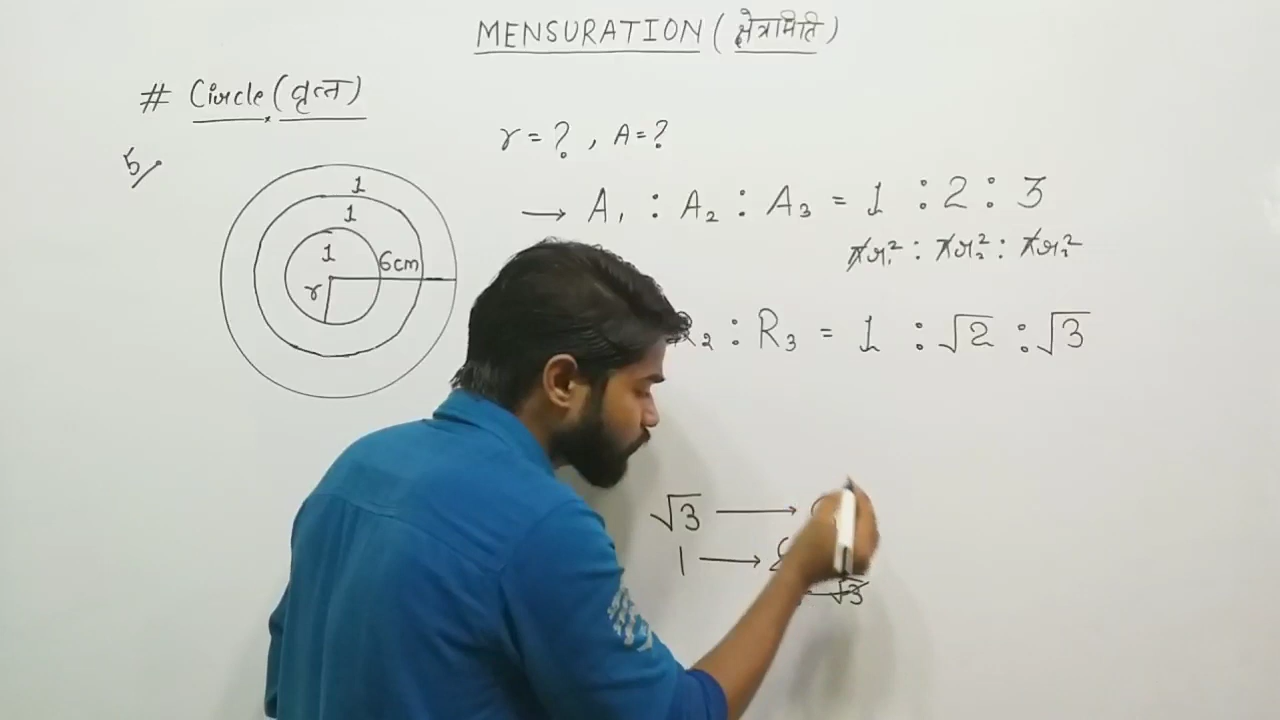 MENSURATION (क्षेत्रमिति)
# Circle (वृत्त)
5/
r = ? , A = ?
1
1
1
6cm
r
→ A₁ : A₂ : A₃ = 1 : 2 : 3
πr₁² : πr₂² : πr₃²
₂ : R₃ = 1 : √2 : √3
√3 →
1 →
√3